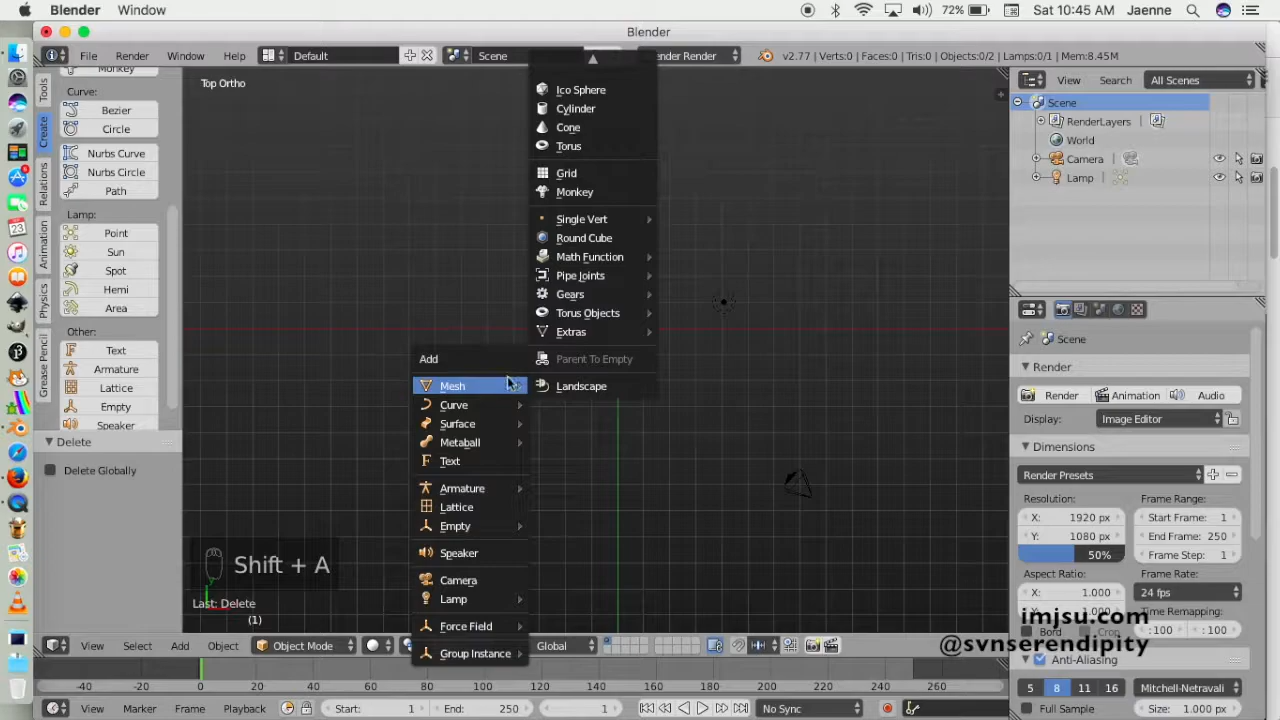 Blender Window 72% Sat 10:45 AM Jaenne
Blender
File Render Window Help Default Scene ender Render v2.77 | Verts:0 | Faces:0 | Tris:0 | Objects:0/2 | Lamps:0/1 | Mem:8.45M
Tools
Create
Relations
Animation
Physics
Grease Pencil
Monkey
Curve:
Bezier
Circle
Nurbs Curve
Nurbs Circle
Path
Lamp:
Point
Sun
Spot
Hemi
Area
Other:
Text
Armature
Lattice
Empty
Speaker
Delete
Delete Globally
Top Ortho
Ico Sphere
Cylinder
Cone
Torus
Grid
Monkey
Single Vert
Round Cube
Math Function
Pipe Joints
Gears
Torus Objects
Extras
Parent To Empty
Landscape
Add
Mesh
Curve
Surface
Metaball
Text
Armature
Lattice
Empty
Speaker
Camera
Lamp
Force Field
Group Instance
Shift + A
Last: Delete
(1)
View Select Add Object Object Mode Global
-40 -20 0 20 40 60 80 100 120 140 160 180 200 220 240 260
View Marker Frame Playback Start: 1 End: 250 1 No Sync
View Search All Scenes
Scene
RenderLayers
World
Camera
Lamp
Scene
Render
Render Animation Audio
Display: Image Editor
Dimensions
Render Presets
Resolution: Frame Range:
X: 1920 px Start Frame: 1
Y: 1080 px End Frame: 250
50% Frame Step: 1
Aspect Ratio: Frame Rate:
X: 1.000 24 fps
Y: 1.000 Time Remapping:
Bord Crop :100 :100
imjsu.com
@svnserendipity
Anti-Aliasing
5 8 11 16 Mitchell-Netravali
Full Sample Size: 1.000 px